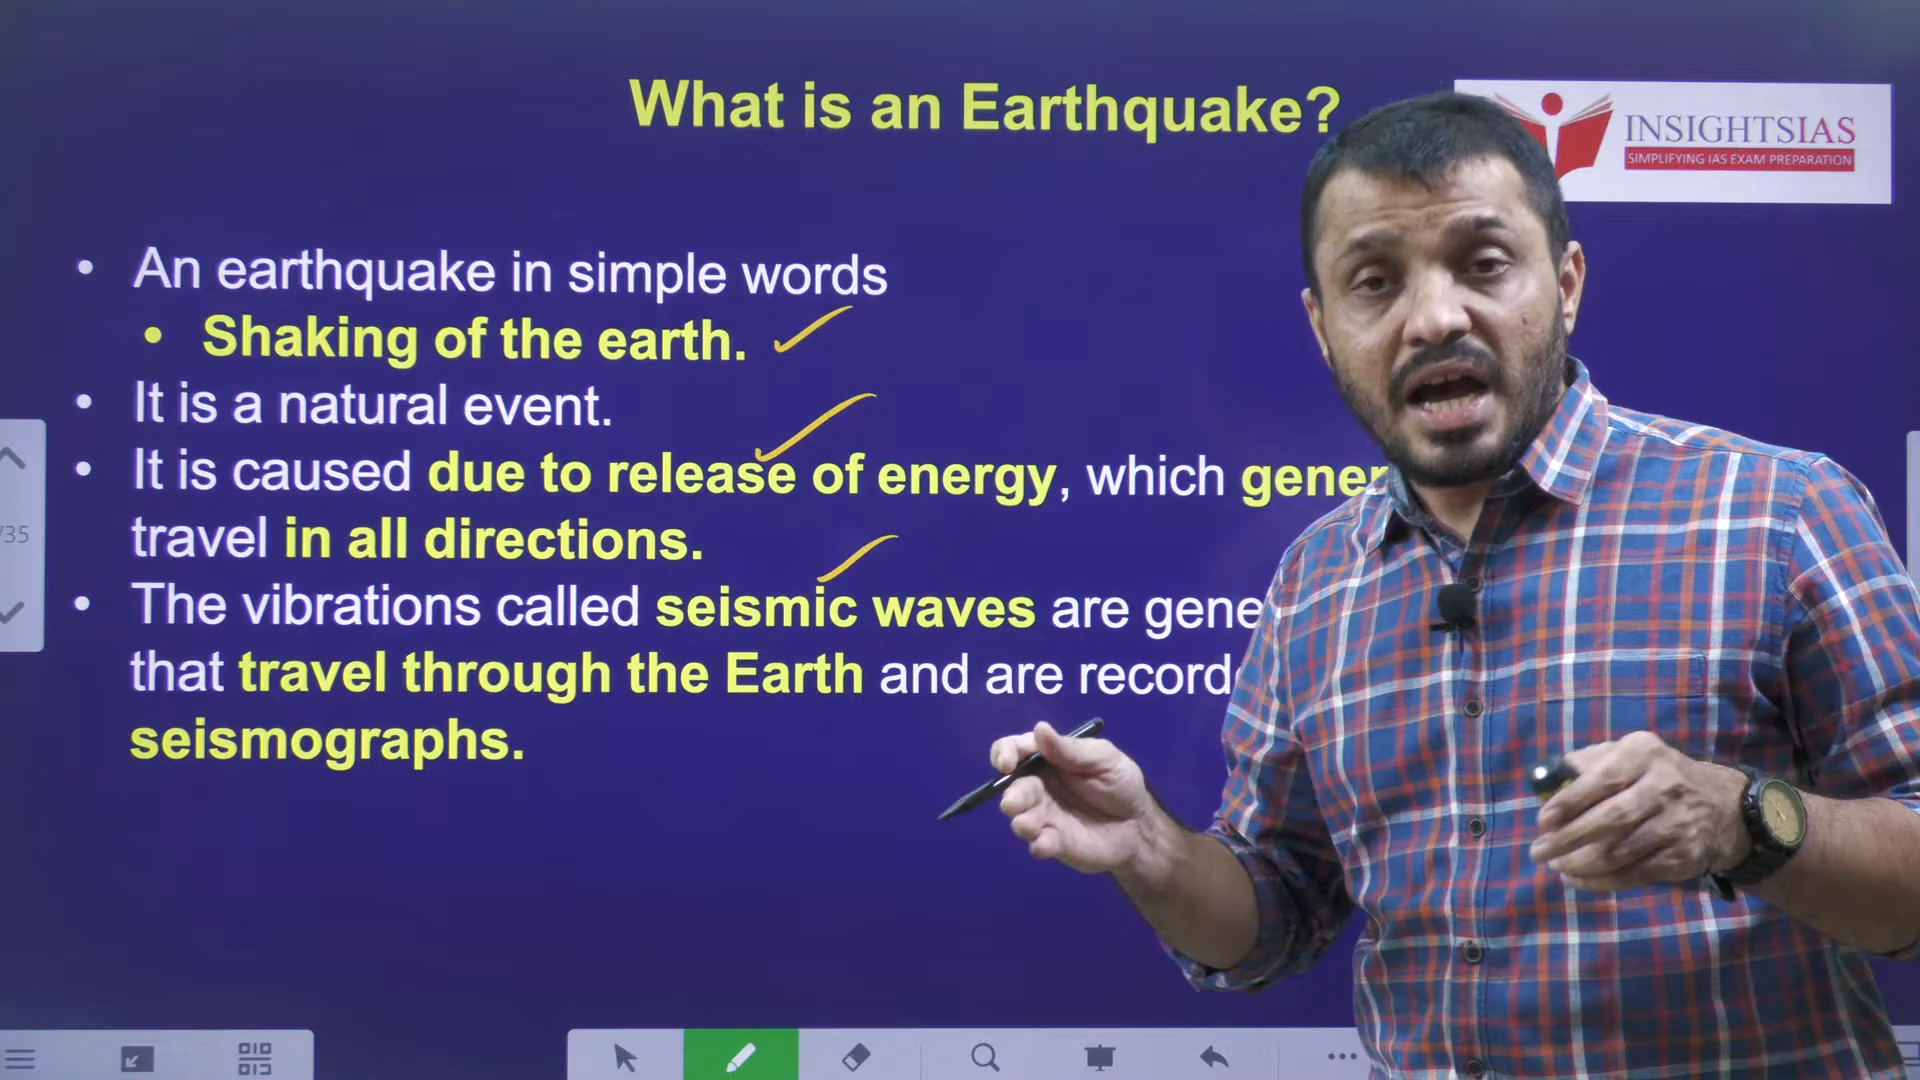 What is an Earthquake?
INSIGHTSIAS
SIMPLIFYING IAS EXAM PREPARATION
• An earthquake in simple words
• Shaking of the earth.
• It is a natural event.
• It is caused due to release of energy, which gener
travel in all directions.
• The vibrations called seismic waves are gene
that travel through the Earth and are recorde
seismographs.
/35